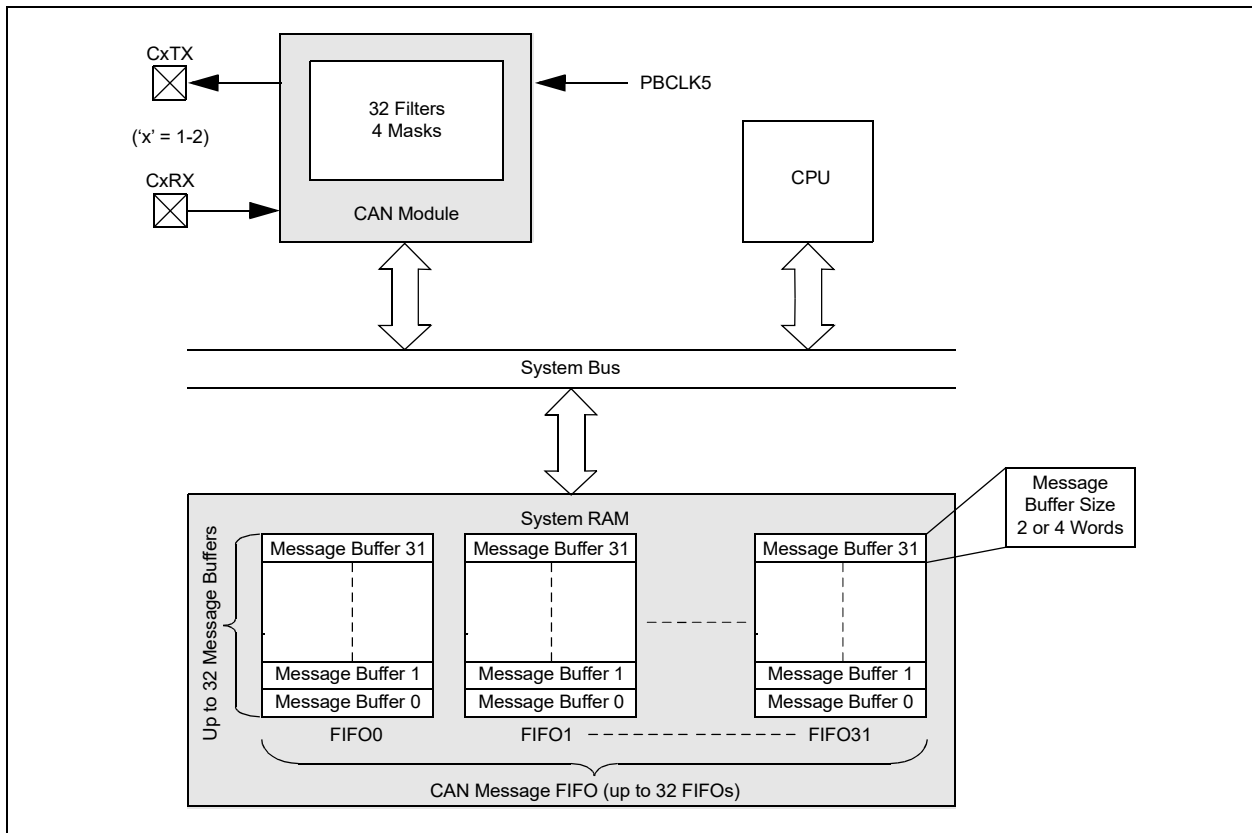 CxTX
('x' = 1-2)
CxRX
32 Filters
4 Masks
CAN Module
PBCLK5
CPU
System Bus
System RAM
Message
Buffer Size
2 or 4 Words
Up to 32 Message Buffers
Message Buffer 31
Message Buffer 31
Message Buffer 31
Message Buffer 1
Message Buffer 1
Message Buffer 1
Message Buffer 0
Message Buffer 0
Message Buffer 0
FIFO0
FIFO1
FIFO31
CAN Message FIFO (up to 32 FIFOs)